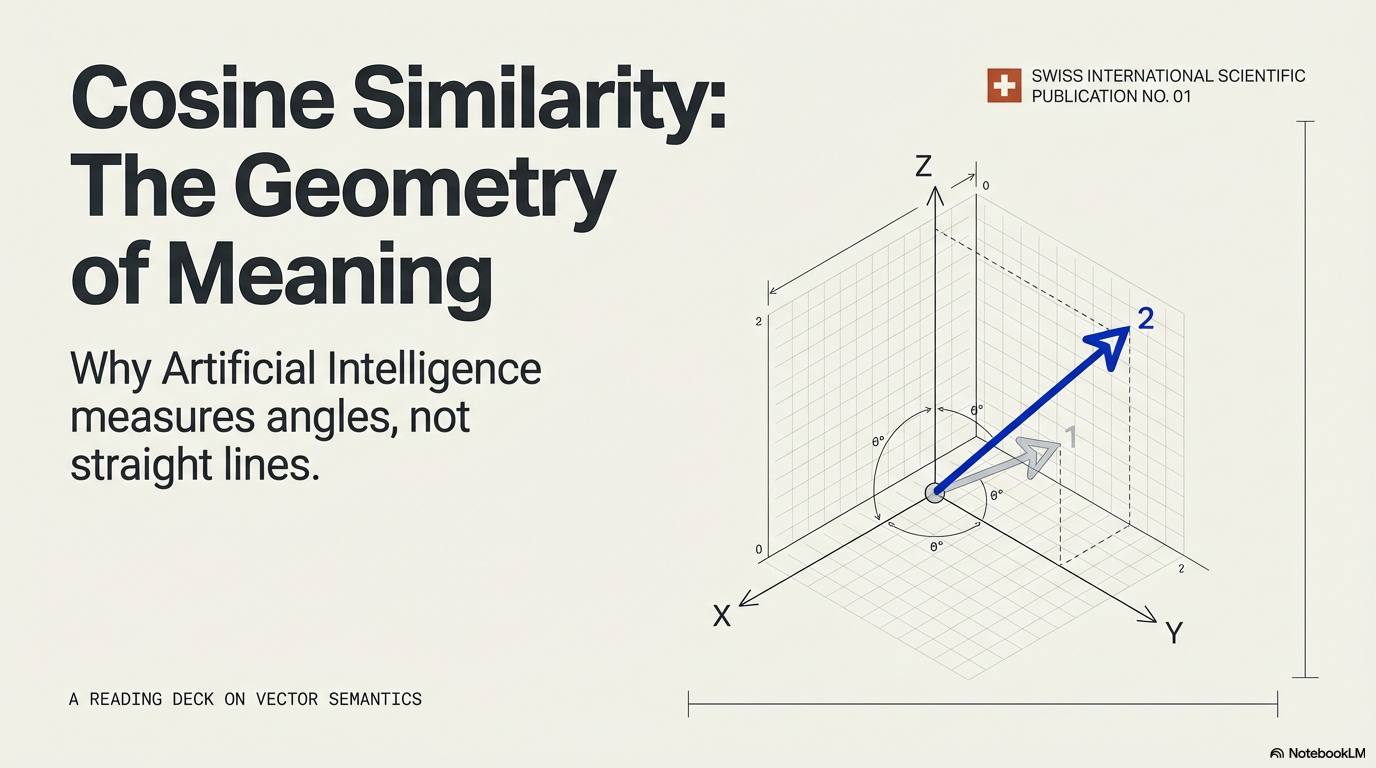 Cosine Similarity:
The Geometry
of Meaning
Why Artificial Intelligence
measures angles, not
straight lines.
A READING DECK ON VECTOR SEMANTICS
SWISS INTERNATIONAL SCIENTIFIC
PUBLICATION NO. 01
Z
0
2
2
θ°
θ°
1
θ°
θ°
0
2
X
Y
NotebookLM